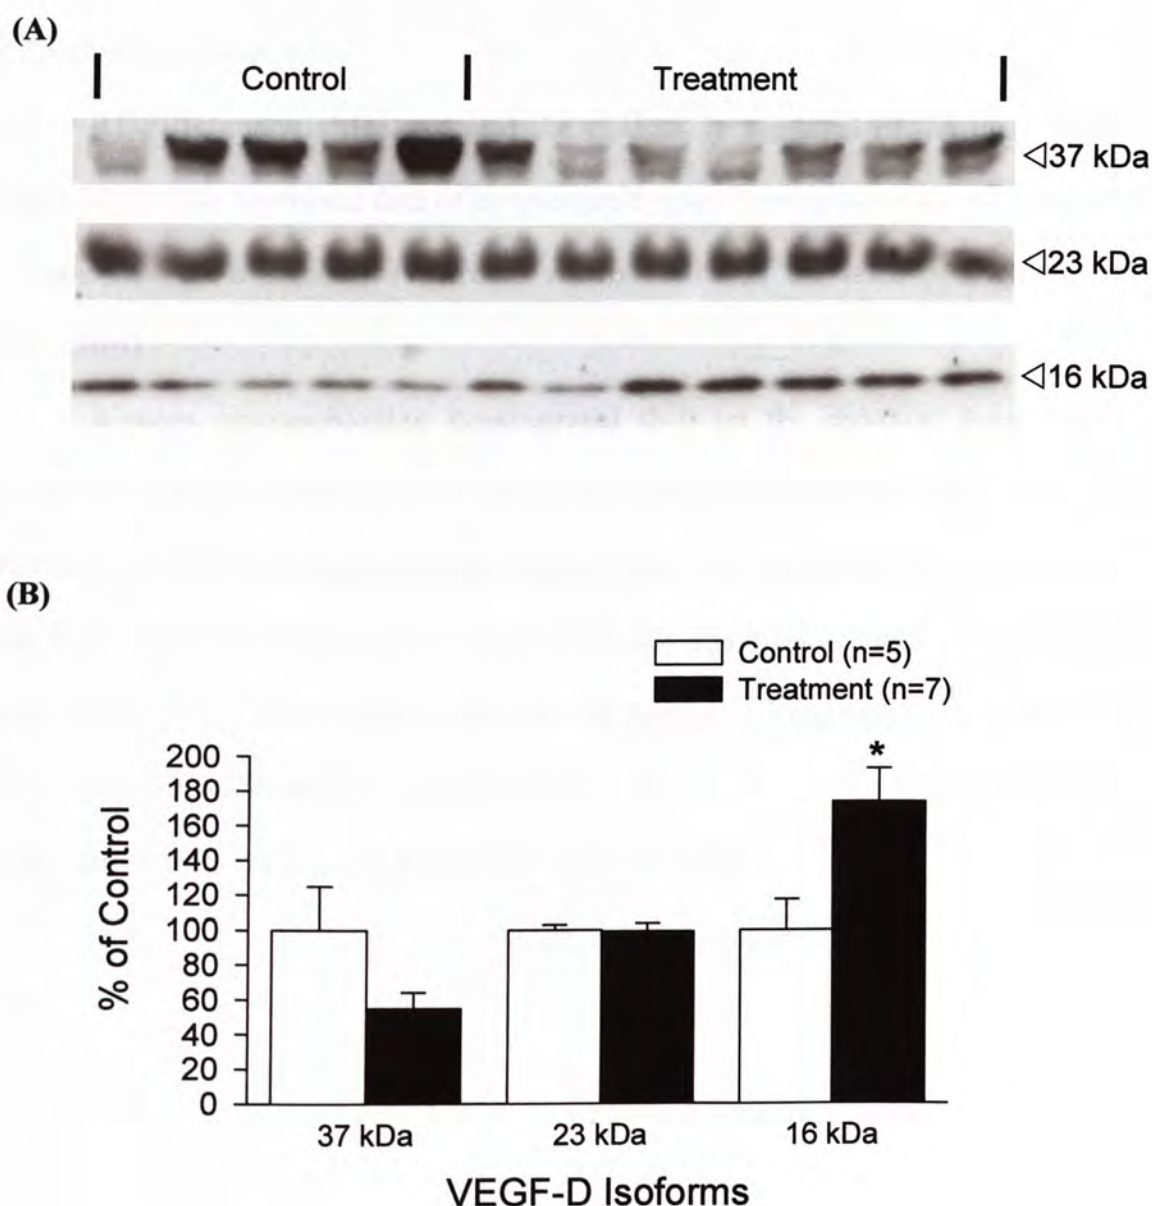 (A)
Control Treatment
37 kDa
23 kDa
16 kDa
(B)
Control (n=5)
Treatment (n=7)
*
200
180
160
140
120
100
80
60
40
20
0
% of Control
37 kDa 23 kDa 16 kDa
VEGF-D Isoforms